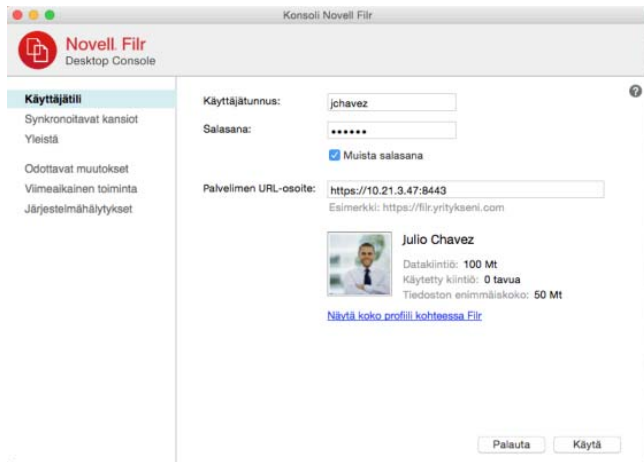 Konsoli Novell Filr
Novell. Filr
Desktop Console
Käyttäjätili
Synkronoitavat kansiot
Yleistä
Odottavat muutokset
Viimeaikainen toiminta
Järjestelmähälytykset
?
Käyttäjätunnus: jchavez
Salasana: ••••••
Muista salasana
Palvelimen URL-osoite: https://10.21.3.47:8443
Esimerkki: https://filr.yritykseni.com
Julio Chavez
Datakiintiö: 100 Mt
Käytetty kiintiö: 0 tavua
Tiedoston enimmäiskoko: 50 Mt
Näytä koko profiili kohteessa Filr
Palauta Käytä